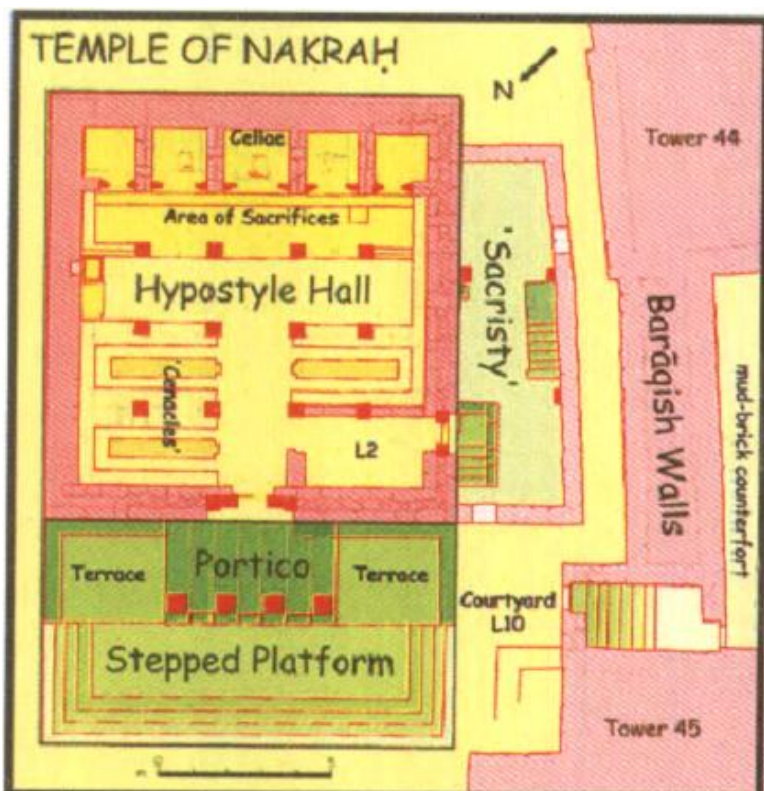 TEMPLE OF NAKRAḤ
N
Tower 44
Cellae
Area of Sacrifices
Hypostyle Hall
'Sacristy'
Barāqish Walls
mud-brick counterfort
'Cenacles'
L2
Terrace
Portico
Terrace
Courtyard
L10
Stepped Platform
Tower 45